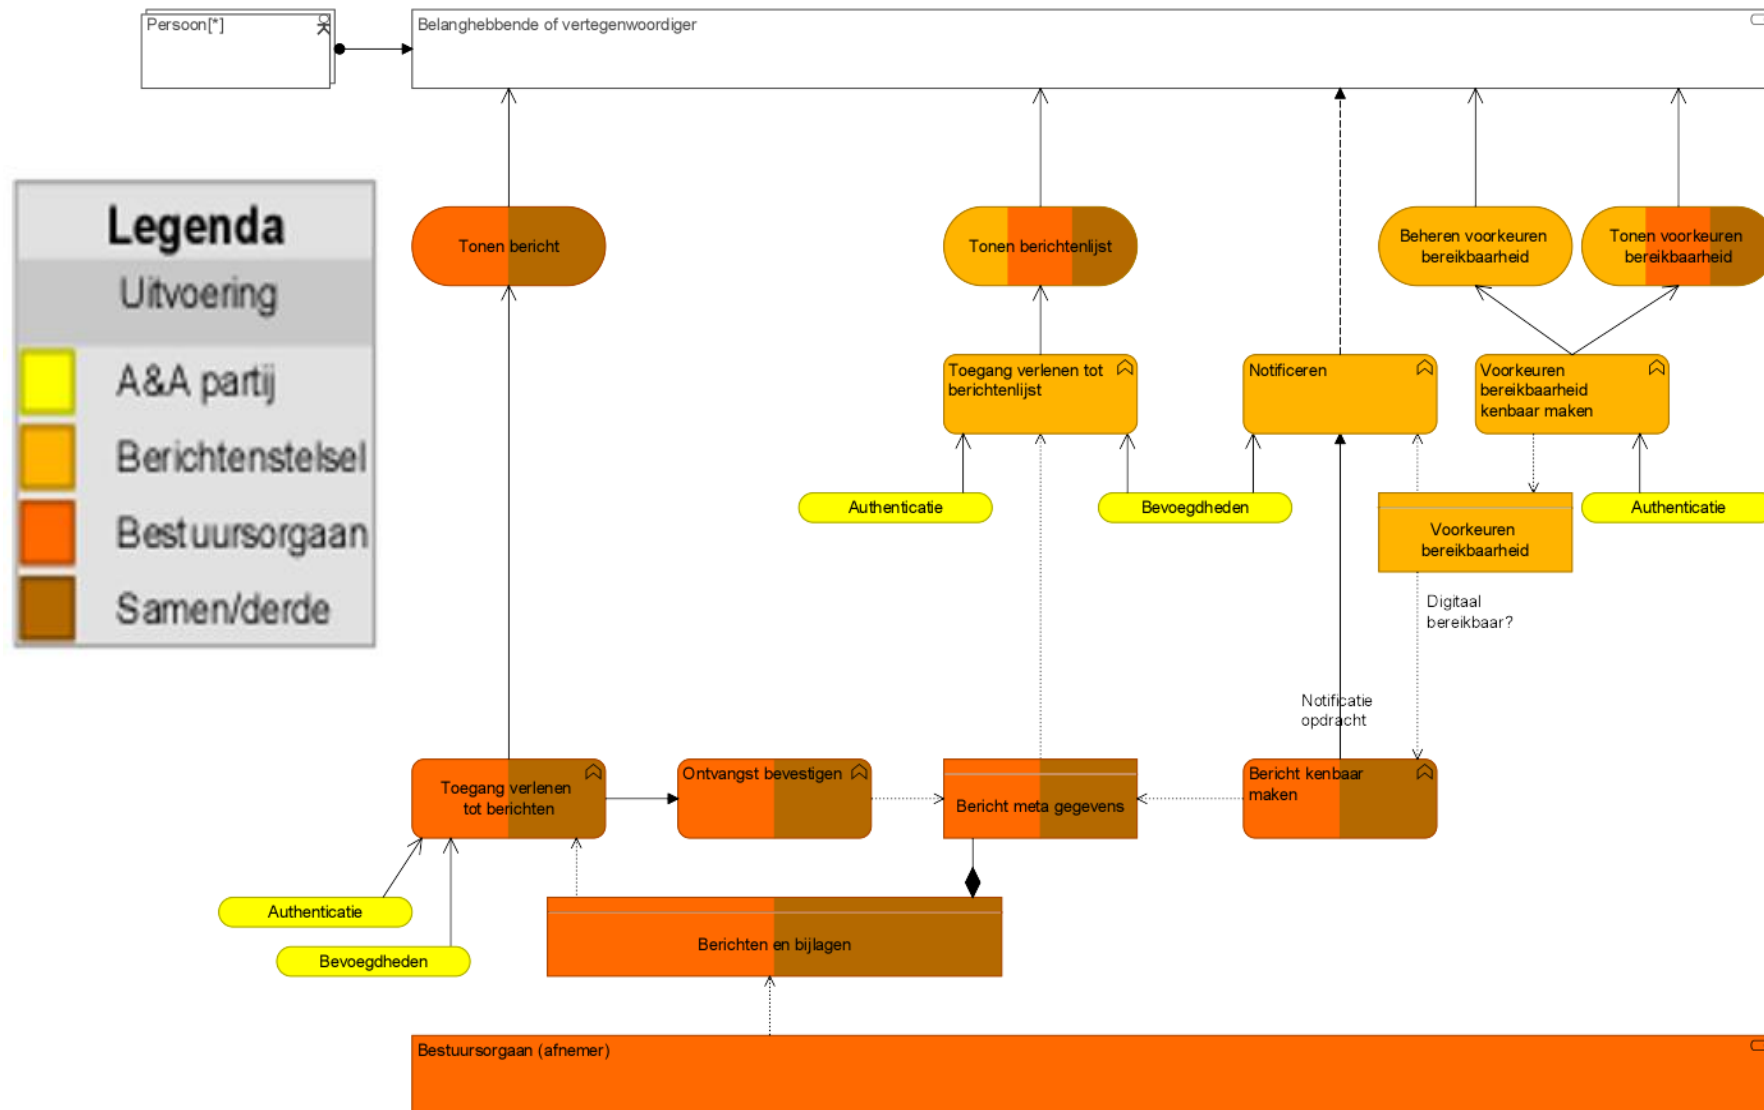 Persoon[*]
Belanghebbende of vertegenwoordiger
Legenda
Uitvoering
A&A partij
Berichtenstelsel
Bestuursorgaan
Samen/derde
Tonen bericht
Tonen berichtenlijst
Beheren voorkeuren
bereikbaarheid
Tonen voorkeuren
bereikbaarheid
Toegang verlenen tot
berichtenlijst
Notificeren
Voorkeuren
bereikbaarheid
kenbaar maken
Authenticatie
Bevoegdheden
Voorkeuren
bereikbaarheid
Authenticatie
Digitaal
bereikbaar?
Notificatie
opdracht
Toegang verlenen
tot berichten
Ontvangst bevestigen
Bericht meta gegevens
Bericht kenbaar
maken
Authenticatie
Bevoegdheden
Berichten en bijlagen
Bestuursorgaan (afnemer)